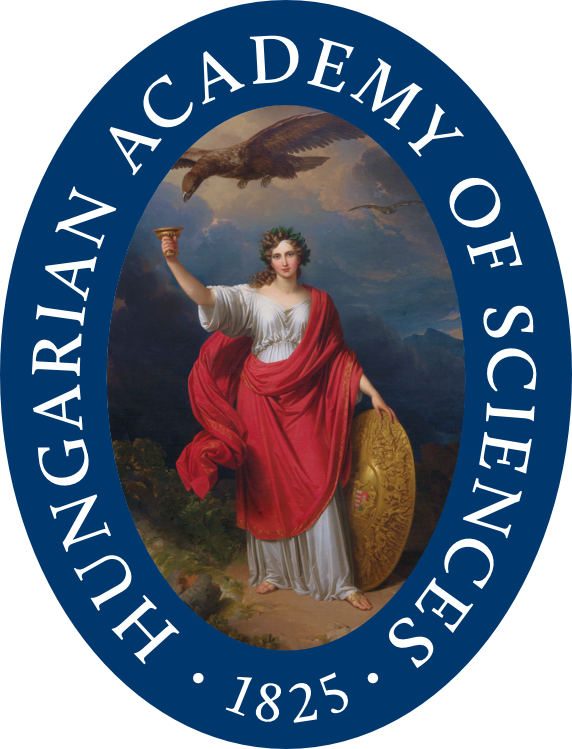 HUNGARIAN ACADEMY OF SCIENCES
· 1825 ·